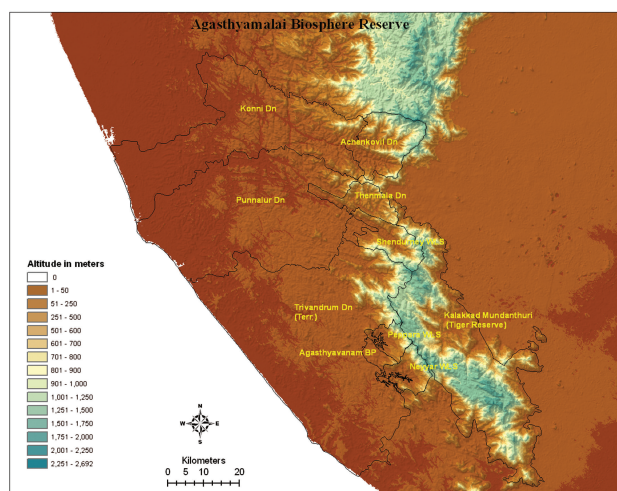 Agasthyamalai Biosphere Reserve
Konni Dn
Achenkovil Dn
Thenmala Dn
Punnalur Dn
Shendurney WLS
Altitude in meters
0
1 - 50
51 - 250
251 - 500
501 - 600
601 - 700
701 - 800
801 - 900
901 - 1,000
1,001 - 1,250
1,251 - 1,500
1,501 - 1,750
1,751 - 2,000
2,001 - 2,250
2,251 - 2,692
Trivandrum Dn
(Terr.)
Kalakkad Mundanthuri
(Tiger Reserve)
Peppara WLS
Agasthyavanam BP
Neyyar WLS
N
W E
S
Kilometers
0 5 10 20